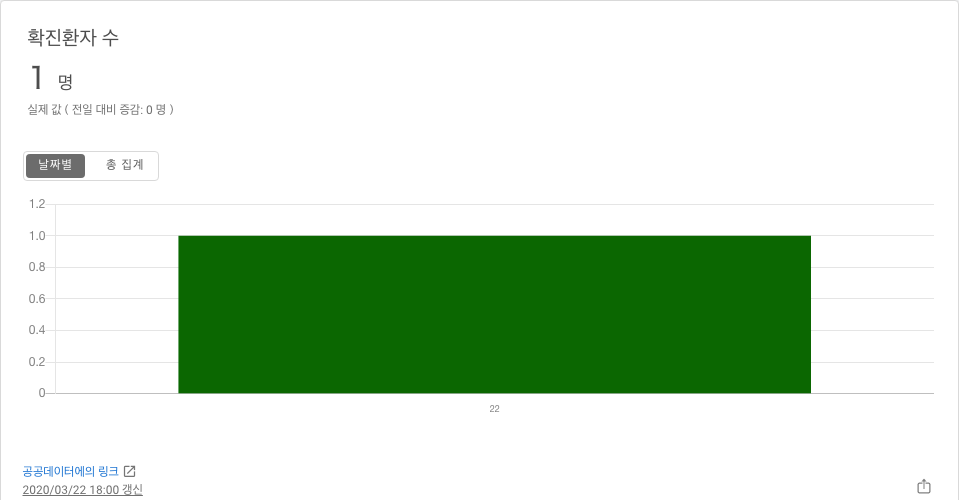 확진환자 수
1 명
실제 값 ( 전일 대비 증감: 0 명 )
날짜별 총 집계
1.2
1.0
0.8
0.6
0.4
0.2
0
22
공공데이터에의 링크
2020/03/22 18:00 갱신